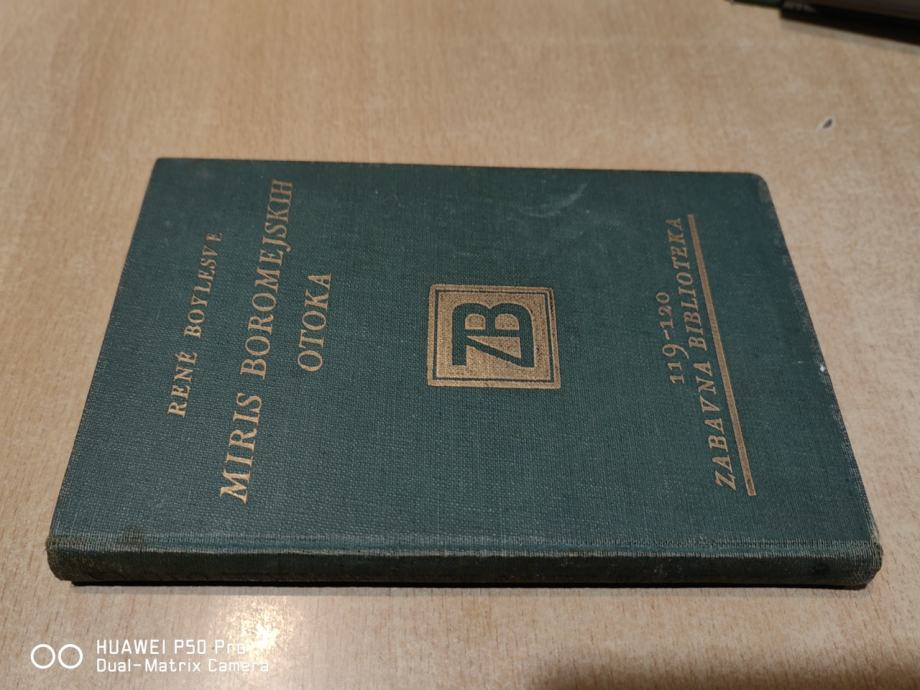 RENÉ BOYLESVE
MIRIS BOROMEJSKIH
OTOKA
ZB
119-120
ZABAVNA BIBLIOTEKA
HUAWEI P50 Pro
Dual-Matrix Camera